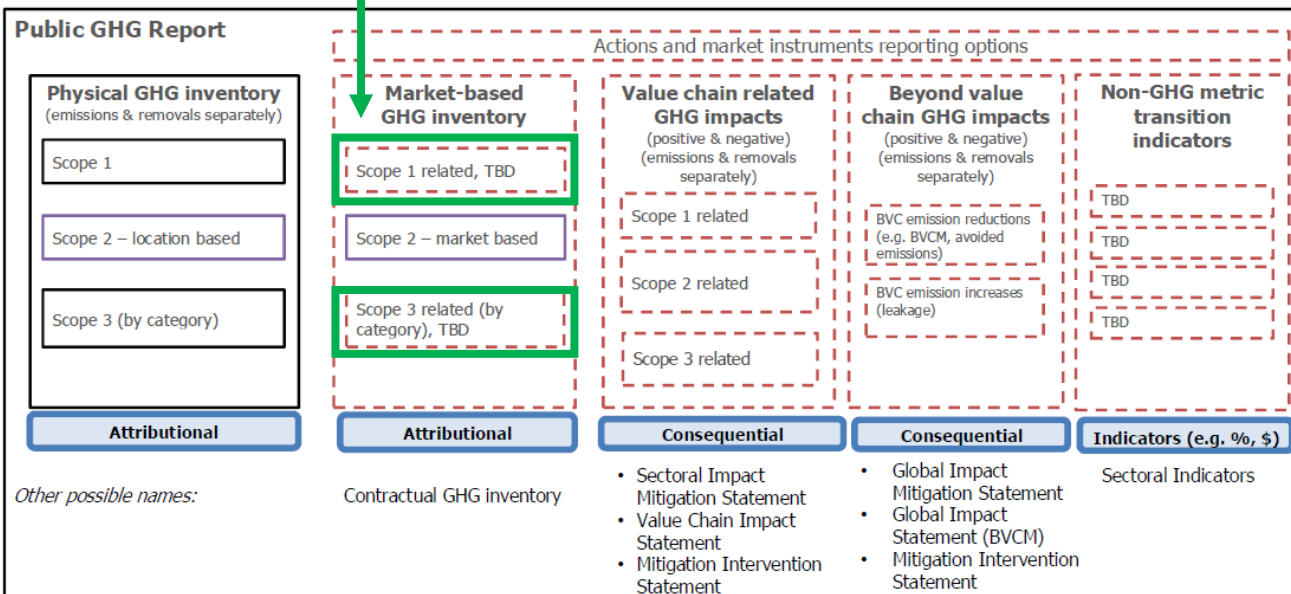 Public GHG Report
Actions and market instruments reporting options
Physical GHG inventory
(emissions & removals separately)
Scope 1
Scope 2 – location based
Scope 3 (by category)
Attributional
Market-based
GHG inventory
Scope 1 related, TBD
Scope 2 – market based
Scope 3 related (by
category), TBD
Attributional
Value chain related
GHG impacts
(positive & negative)
(emissions & removals
separately)
Scope 1 related
Scope 2 related
Scope 3 related
Consequential
Beyond value
chain GHG impacts
(positive & negative)
(emissions & removals
separately)
BVC emission reductions
(e.g. BVCM, avoided
emissions)
BVC emission increases
(leakage)
Consequential
Non-GHG metric
transition
indicators
TBD
TBD
TBD
TBD
Indicators (e.g. %, $)
Other possible names:
Contractual GHG inventory
• Sectoral Impact
Mitigation Statement
• Value Chain Impact
Statement
• Mitigation Intervention
Statement
• Global Impact
Mitigation Statement
• Global Impact
Statement (BVCM)
• Mitigation Intervention
Statement
Sectoral Indicators